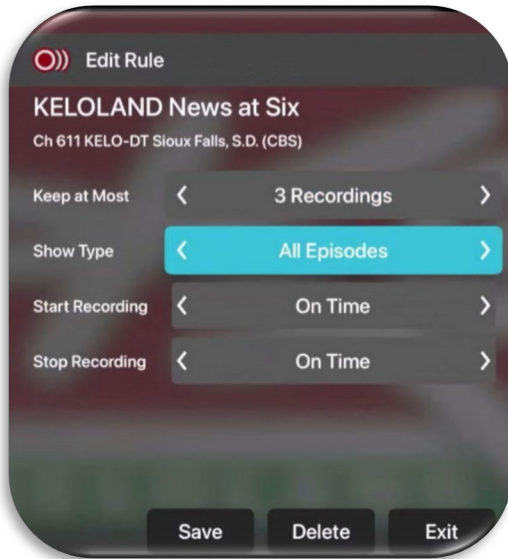 Edit Rule
KELOLAND News at Six
Ch 611 KELO-DT Sioux Falls, S.D. (CBS)
Keep at Most 3 Recordings
Show Type All Episodes
Start Recording On Time
Stop Recording On Time
Save Delete Exit